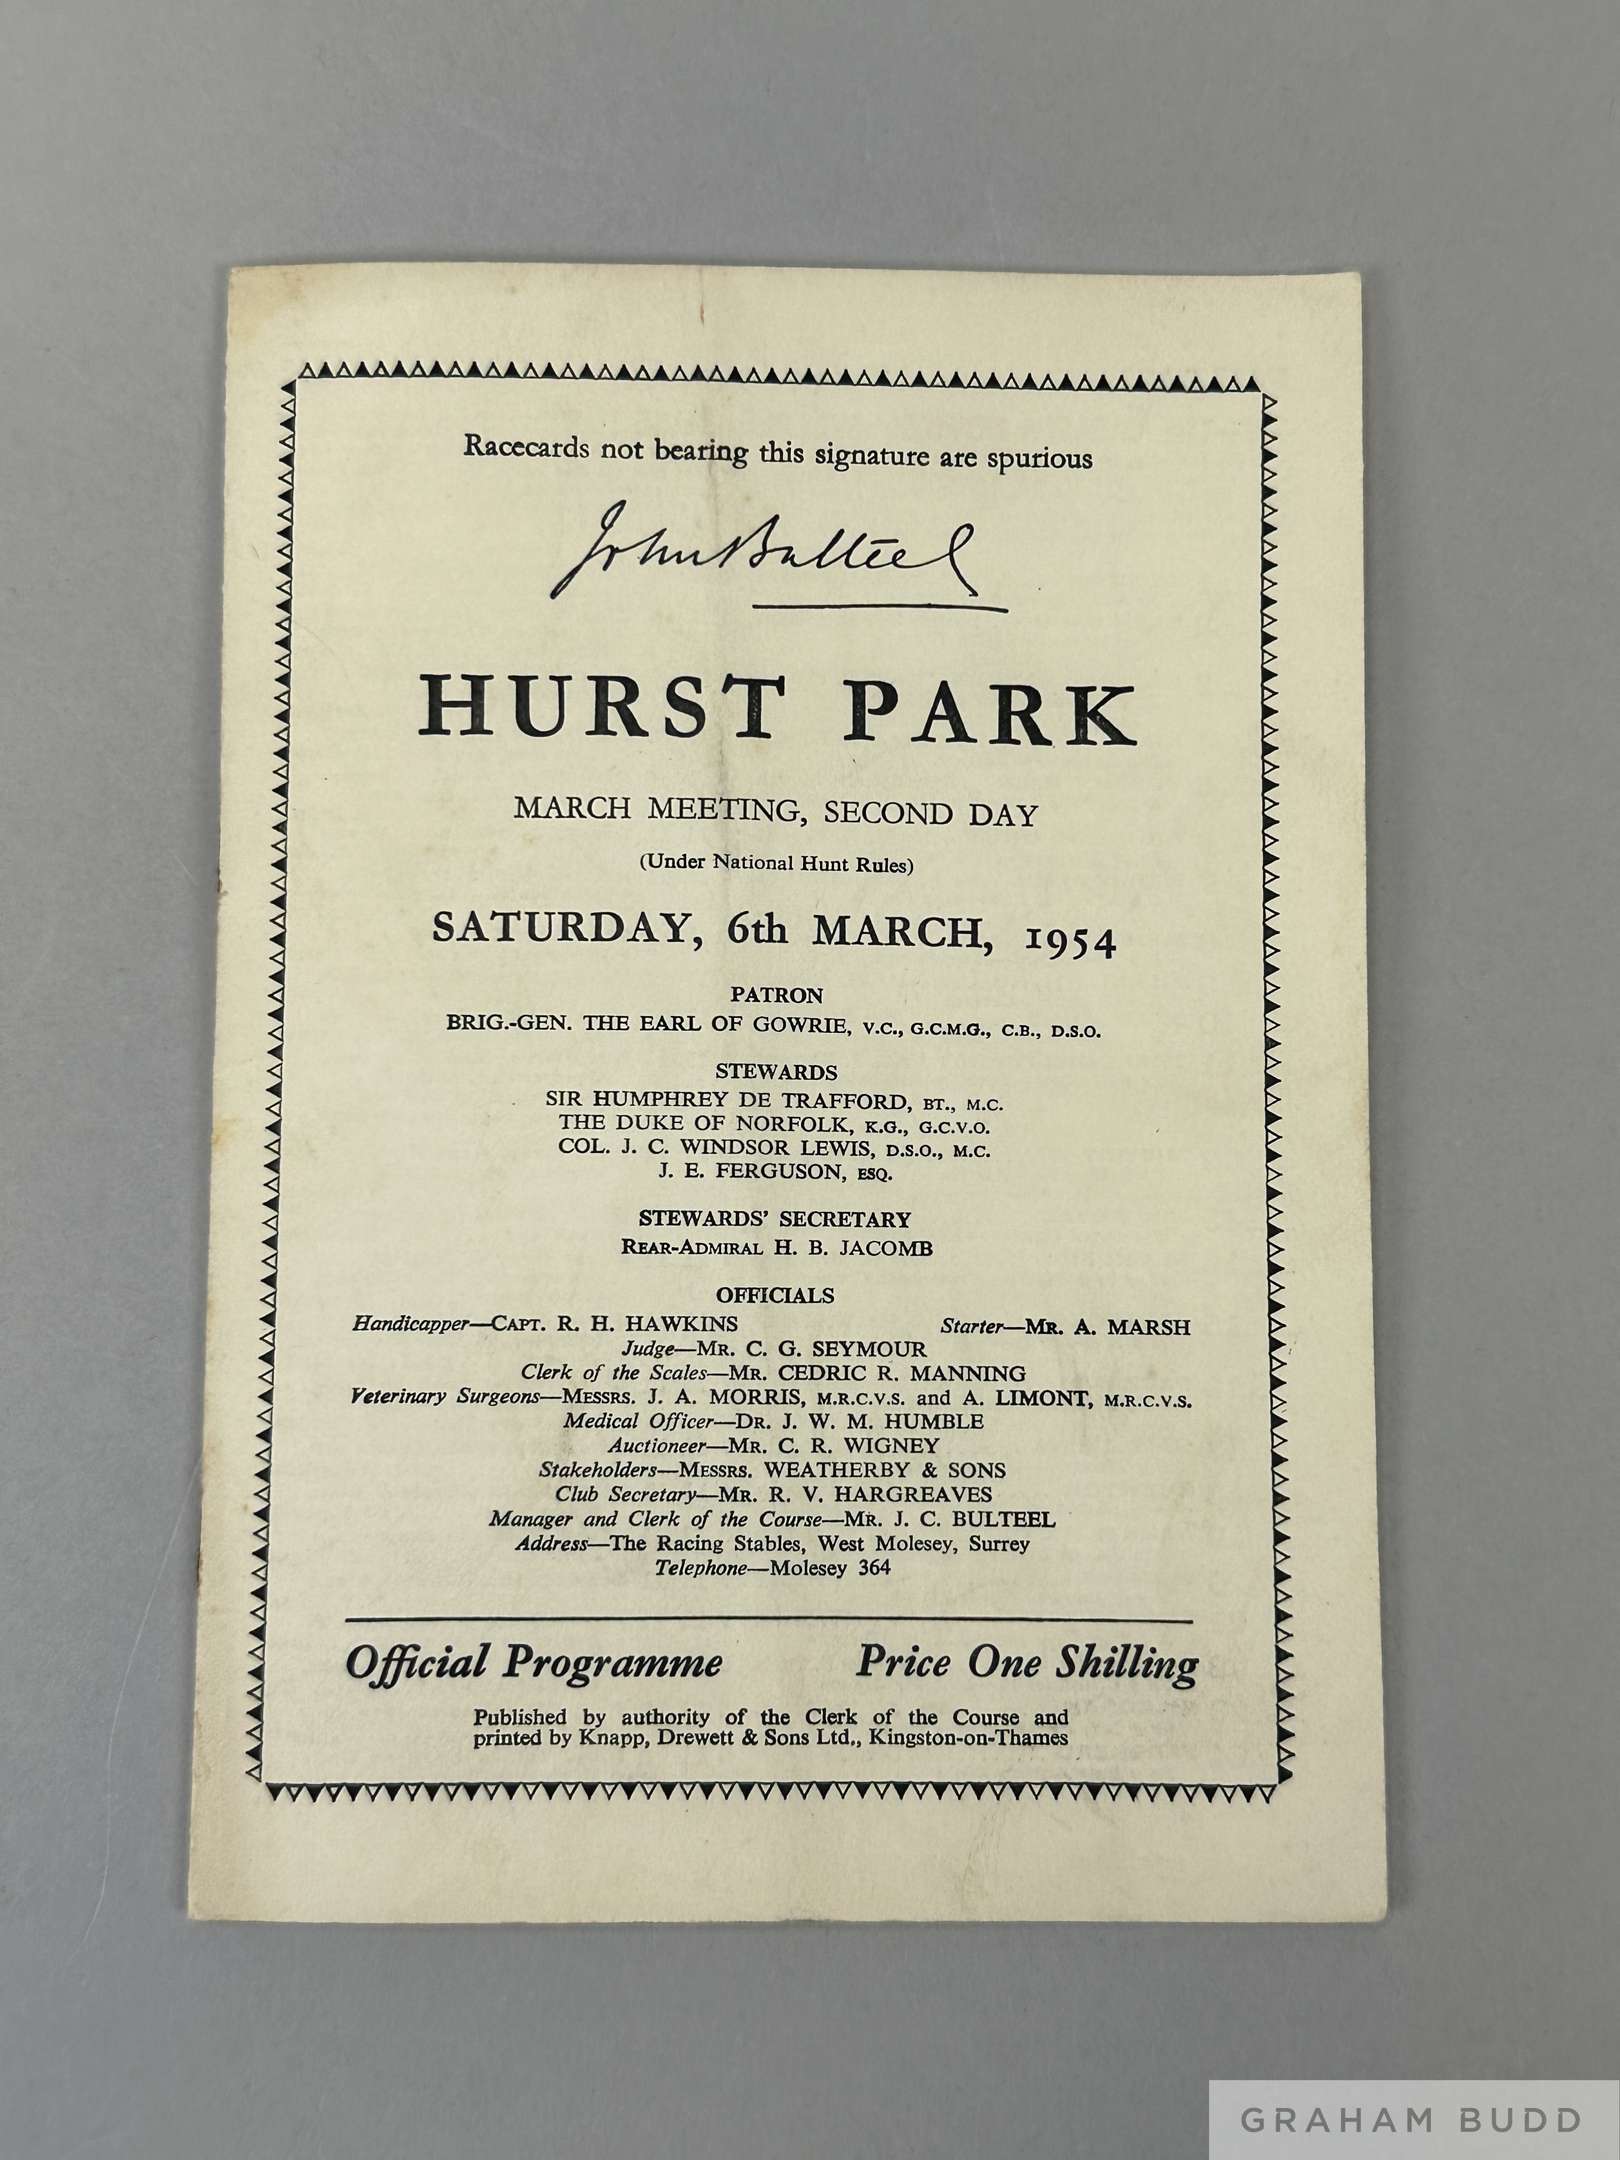 Racecards not bearing this signature are spurious
John Bulteel
HURST PARK
MARCH MEETING, SECOND DAY
(Under National Hunt Rules)
SATURDAY, 6th MARCH, 1954
PATRON
BRIG.-GEN. THE EARL OF GOWRIE, V.C., G.C.M.G., C.B., D.S.O.
STEWARDS
SIR HUMPHREY DE TRAFFORD, BT., M.C.
THE DUKE OF NORFOLK, K.G., G.C.V.O.
COL. J. C. WINDSOR LEWIS, D.S.O., M.C.
J. E. FERGUSON, ESQ.
STEWARDS' SECRETARY
REAR-ADMIRAL H. B. JACOMB
OFFICIALS
Handicapper—CAPT. R. H. HAWKINS Starter—MR. A. MARSH
Judge—MR. C. G. SEYMOUR
Clerk of the Scales—MR. CEDRIC R. MANNING
Veterinary Surgeons—MESSRS. J. A. MORRIS, M.R.C.V.S. and A. LIMONT, M.R.C.V.S.
Medical Officer—DR. J. W. M. HUMBLE
Auctioneer—MR. C. R. WIGNEY
Stakeholders—MESSRS. WEATHERBY & SONS
Club Secretary—MR. R. V. HARGREAVES
Manager and Clerk of the Course—MR. J. C. BULTEEL
Address—The Racing Stables, West Molesey, Surrey
Telephone—Molesey 364
Official Programme Price One Shilling
Published by authority of the Clerk of the Course and
printed by Knapp, Drewett & Sons Ltd., Kingston-on-Thames
GRAHAM BUDD